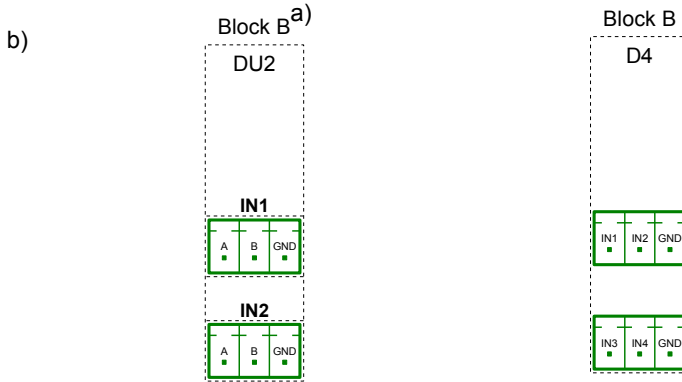 b)
Block B
DU2
IN1
A B GND
IN2
A B GND
a)
Block B
D4
IN1 IN2 GND
IN3 IN4 GND